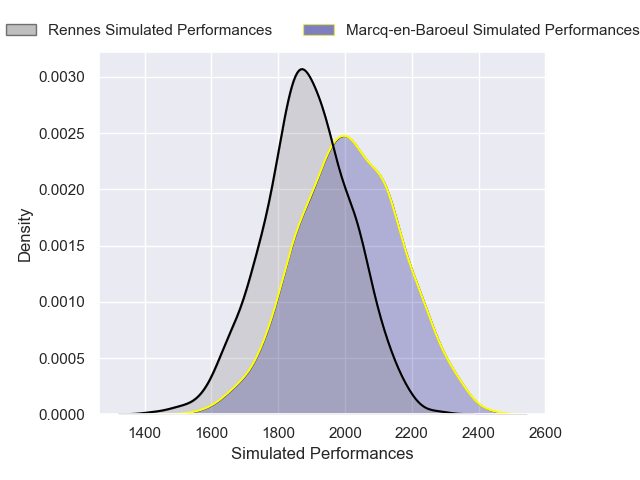 Rennes Simulated Performances
Marcq-en-Baroeul Simulated Performances
0.0030
0.0025
0.0020
0.0015
0.0010
0.0005
0.0000
Density
1400 1600 1800 2000 2200 2400 2600
Simulated Performances